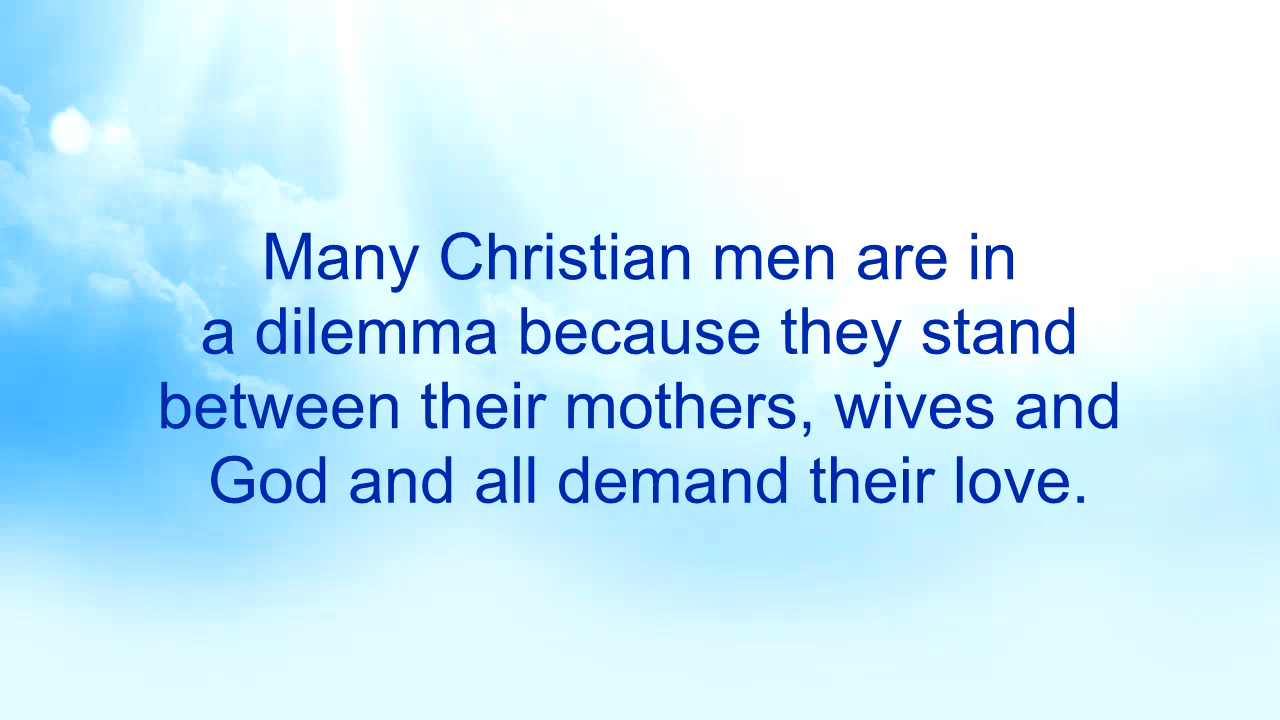 Many Christian men are in
a dilemma because they stand
between their mothers, wives and
God and all demand their love.